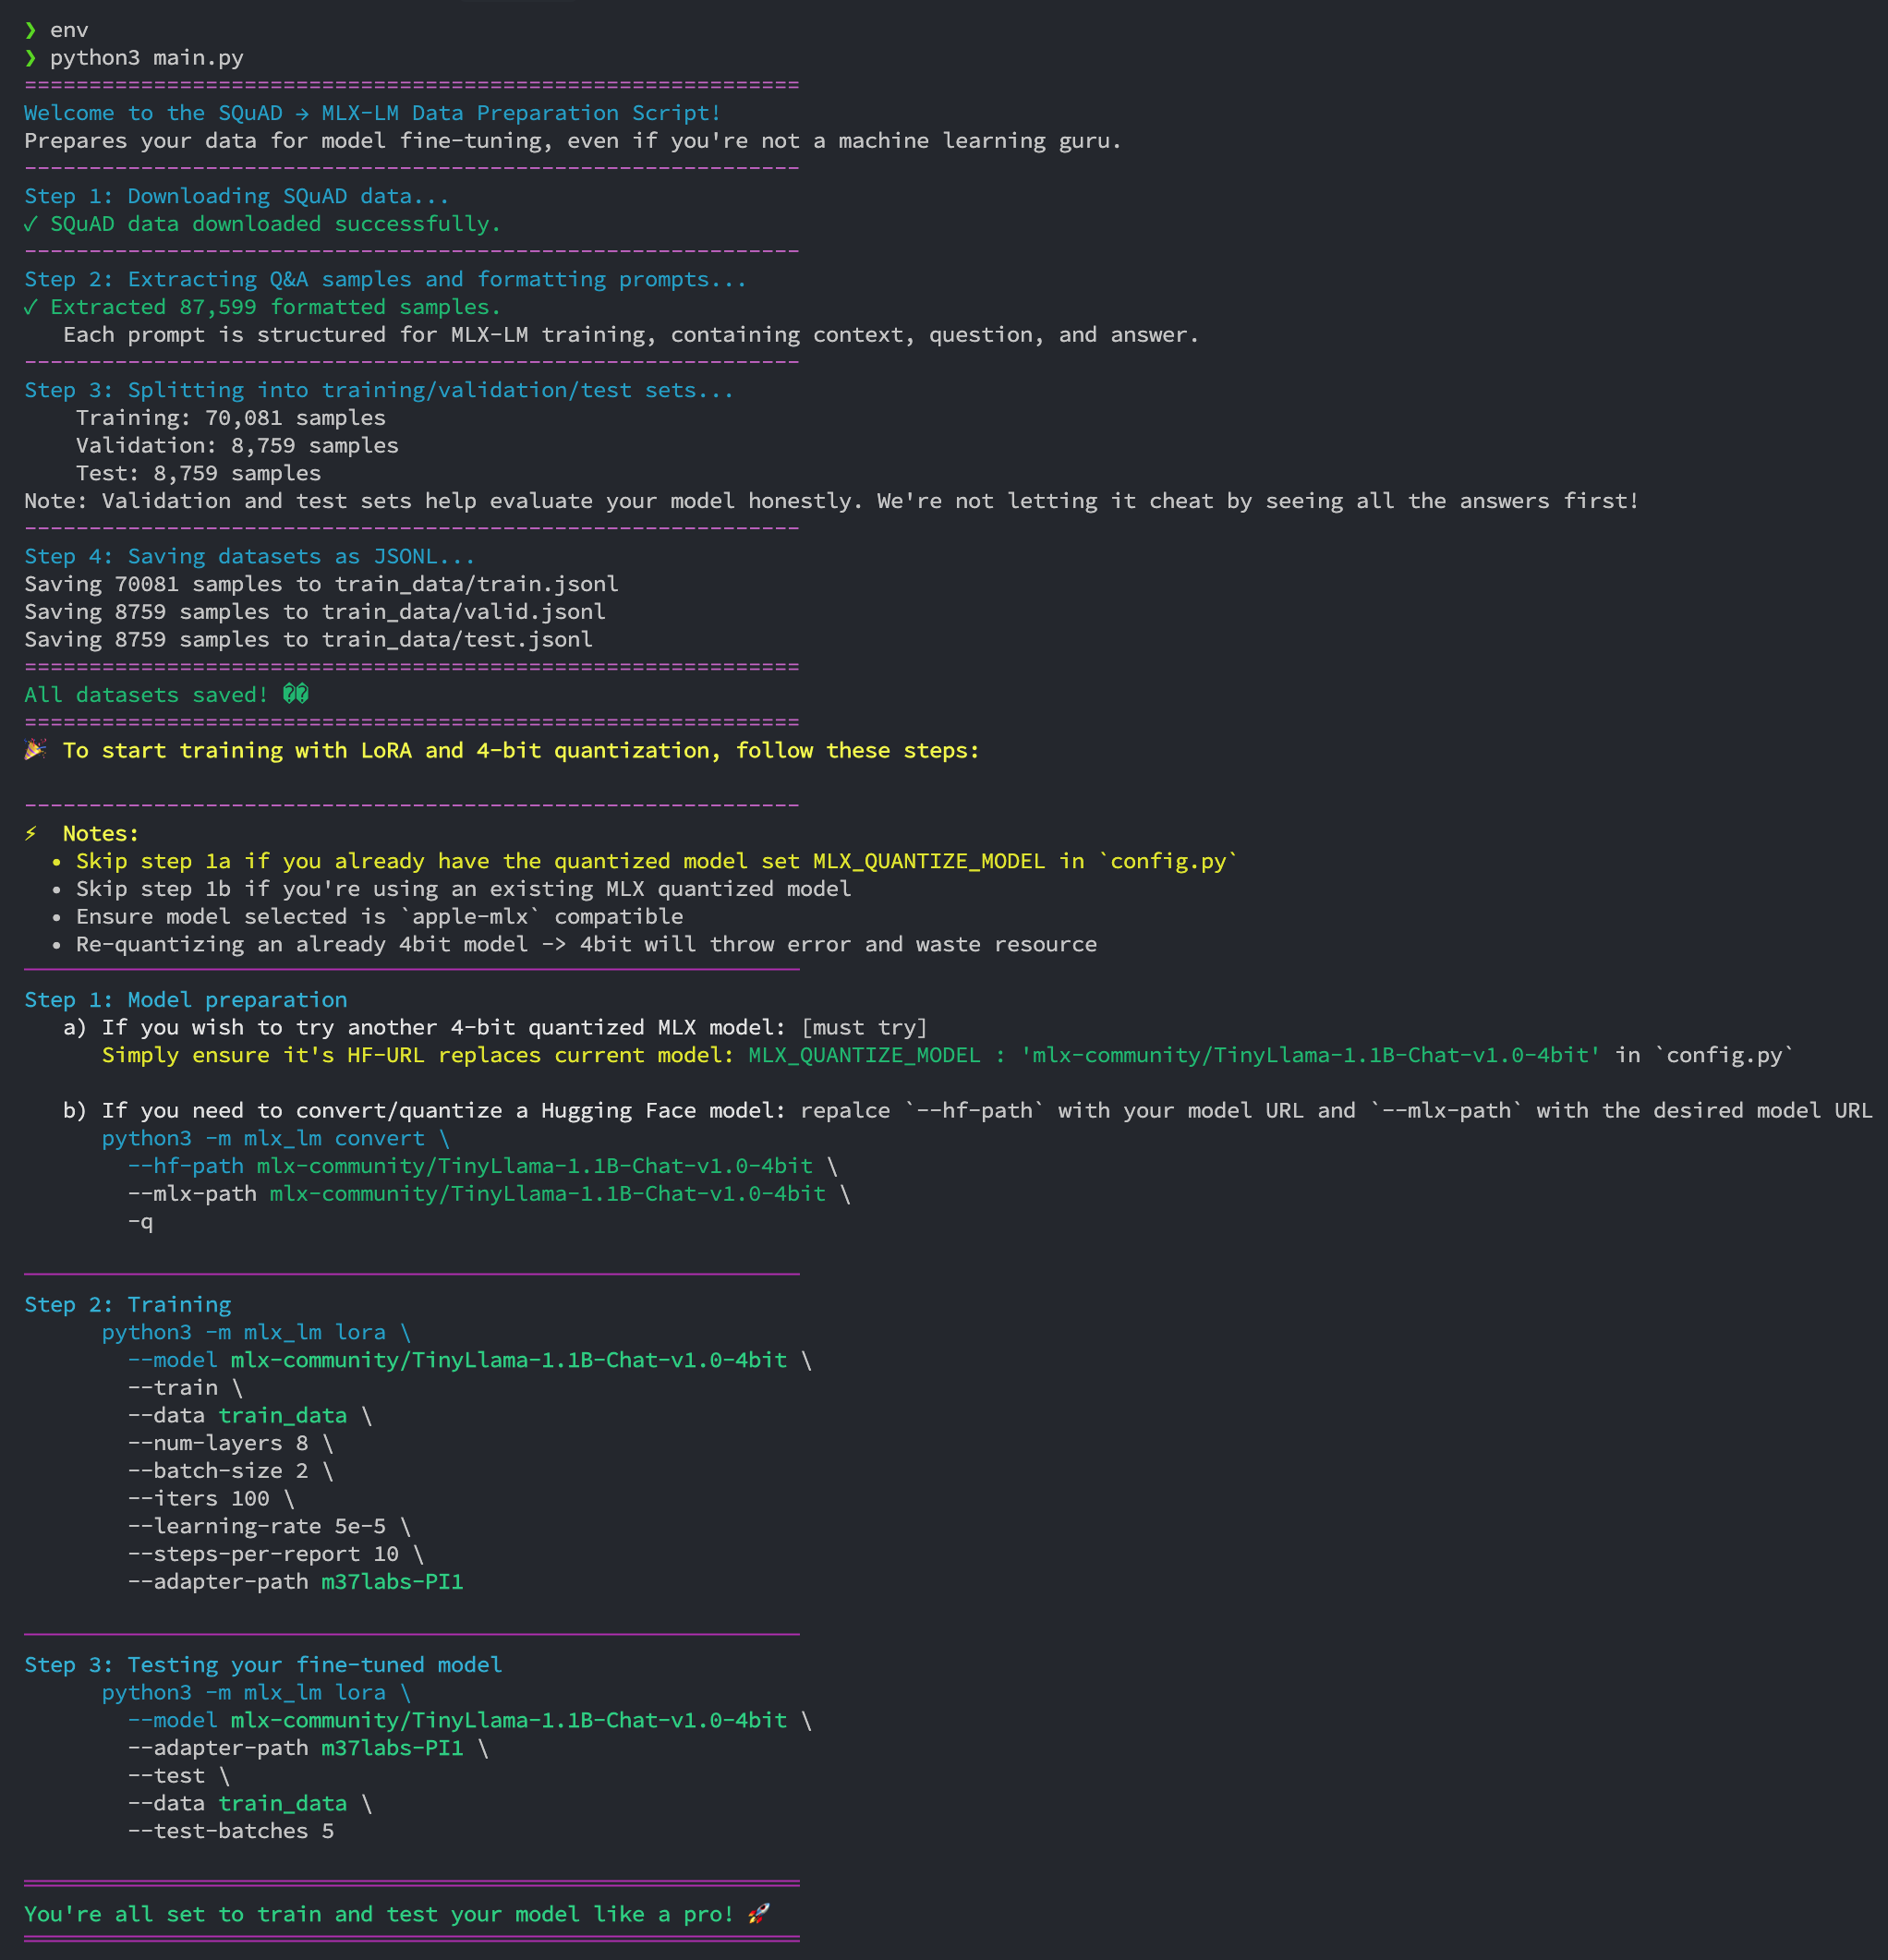 ❯ env
❯ python3 main.py
============================================================
Welcome to the SQuAD → MLX-LM Data Preparation Script!
Prepares your data for model fine-tuning, even if you're not a machine learning guru.
------------------------------------------------------------
Step 1: Downloading SQuAD data...
✓ SQuAD data downloaded successfully.
------------------------------------------------------------
Step 2: Extracting Q&A samples and formatting prompts...
✓ Extracted 87,599 formatted samples.
Each prompt is structured for MLX-LM training, containing context, question, and answer.
------------------------------------------------------------
Step 3: Splitting into training/validation/test sets...
Training: 70,081 samples
Validation: 8,759 samples
Test: 8,759 samples
Note: Validation and test sets help evaluate your model honestly. We're not letting it cheat by seeing all the answers first!
------------------------------------------------------------
Step 4: Saving datasets as JSONL...
Saving 70081 samples to train_data/train.jsonl
Saving 8759 samples to train_data/valid.jsonl
Saving 8759 samples to train_data/test.jsonl
============================================================
All datasets saved! ��
============================================================
🎉 To start training with LoRA and 4-bit quantization, follow these steps:
------------------------------------------------------------
⚡ Notes:
• Skip step 1a if you already have the quantized model set MLX_QUANTIZE_MODEL in `config.py`
• Skip step 1b if you're using an existing MLX quantized model
• Ensure model selected is `apple-mlx` compatible
• Re-quantizing an already 4bit model -> 4bit will throw error and waste resource
────────────────────────────────────────────────────────────
Step 1: Model preparation
a) If you wish to try another 4-bit quantized MLX model: [must try]
Simply ensure it's HF-URL replaces current model: MLX_QUANTIZE_MODEL : 'mlx-community/TinyLlama-1.1B-Chat-v1.0-4bit' in `config.py`
b) If you need to convert/quantize a Hugging Face model: repalce `--hf-path` with your model URL and `--mlx-path` with the desired model URL
python3 -m mlx_lm convert \
--hf-path mlx-community/TinyLlama-1.1B-Chat-v1.0-4bit \
--mlx-path mlx-community/TinyLlama-1.1B-Chat-v1.0-4bit \
-q
────────────────────────────────────────────────────────────
Step 2: Training
python3 -m mlx_lm lora \
--model mlx-community/TinyLlama-1.1B-Chat-v1.0-4bit \
--train \
--data train_data \
--num-layers 8 \
--batch-size 2 \
--iters 100 \
--learning-rate 5e-5 \
--steps-per-report 10 \
--adapter-path m37labs-PI1
────────────────────────────────────────────────────────────
Step 3: Testing your fine-tuned model
python3 -m mlx_lm lora \
--model mlx-community/TinyLlama-1.1B-Chat-v1.0-4bit \
--adapter-path m37labs-PI1 \
--test \
--data train_data \
--test-batches 5
════════════════════════════════════════════════════════════
You're all set to train and test your model like a pro! 🚀
════════════════════════════════════════════════════════════